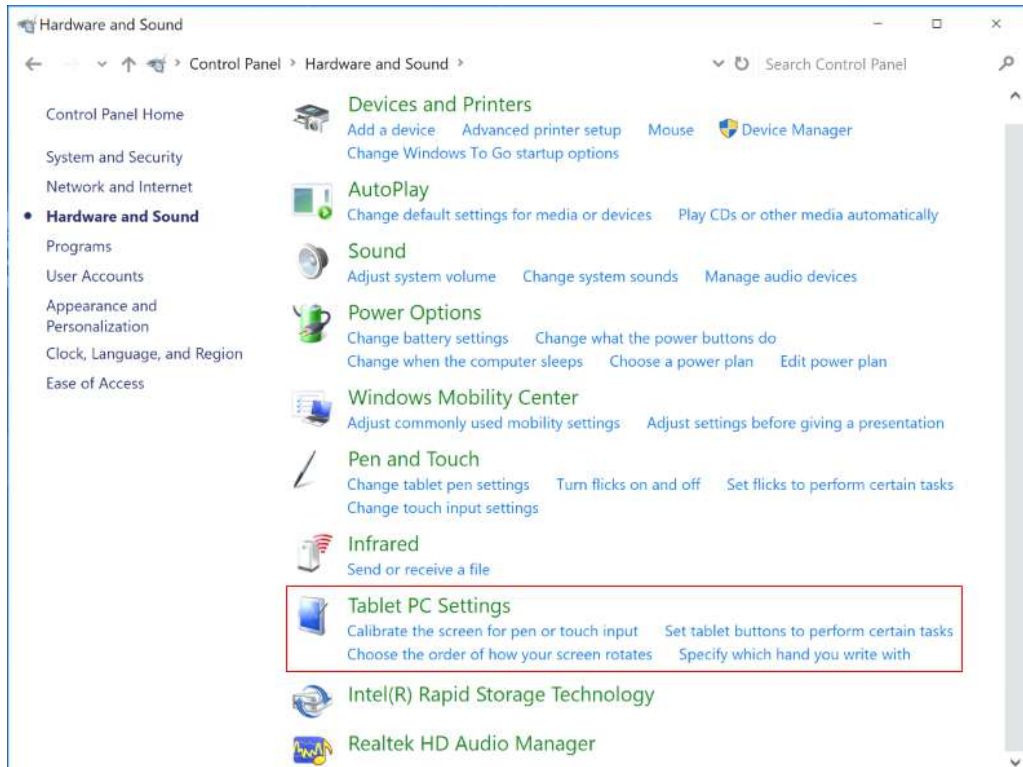 Hardware and Sound
Control Panel > Hardware and Sound >
Search Control Panel
Control Panel Home
System and Security
Network and Internet
Hardware and Sound
Programs
User Accounts
Appearance and
Personalization
Clock, Language, and Region
Ease of Access
Devices and Printers
Add a device Advanced printer setup Mouse Device Manager
Change Windows To Go startup options
AutoPlay
Change default settings for media or devices Play CDs or other media automatically
Sound
Adjust system volume Change system sounds Manage audio devices
Power Options
Change battery settings Change what the power buttons do
Change when the computer sleeps Choose a power plan Edit power plan
Windows Mobility Center
Adjust commonly used mobility settings Adjust settings before giving a presentation
Pen and Touch
Change tablet pen settings Turn flicks on and off Set flicks to perform certain tasks
Change touch input settings
Infrared
Send or receive a file
Tablet PC Settings
Calibrate the screen for pen or touch input Set tablet buttons to perform certain tasks
Choose the order of how your screen rotates Specify which hand you write with
Intel(R) Rapid Storage Technology
Realtek HD Audio Manager